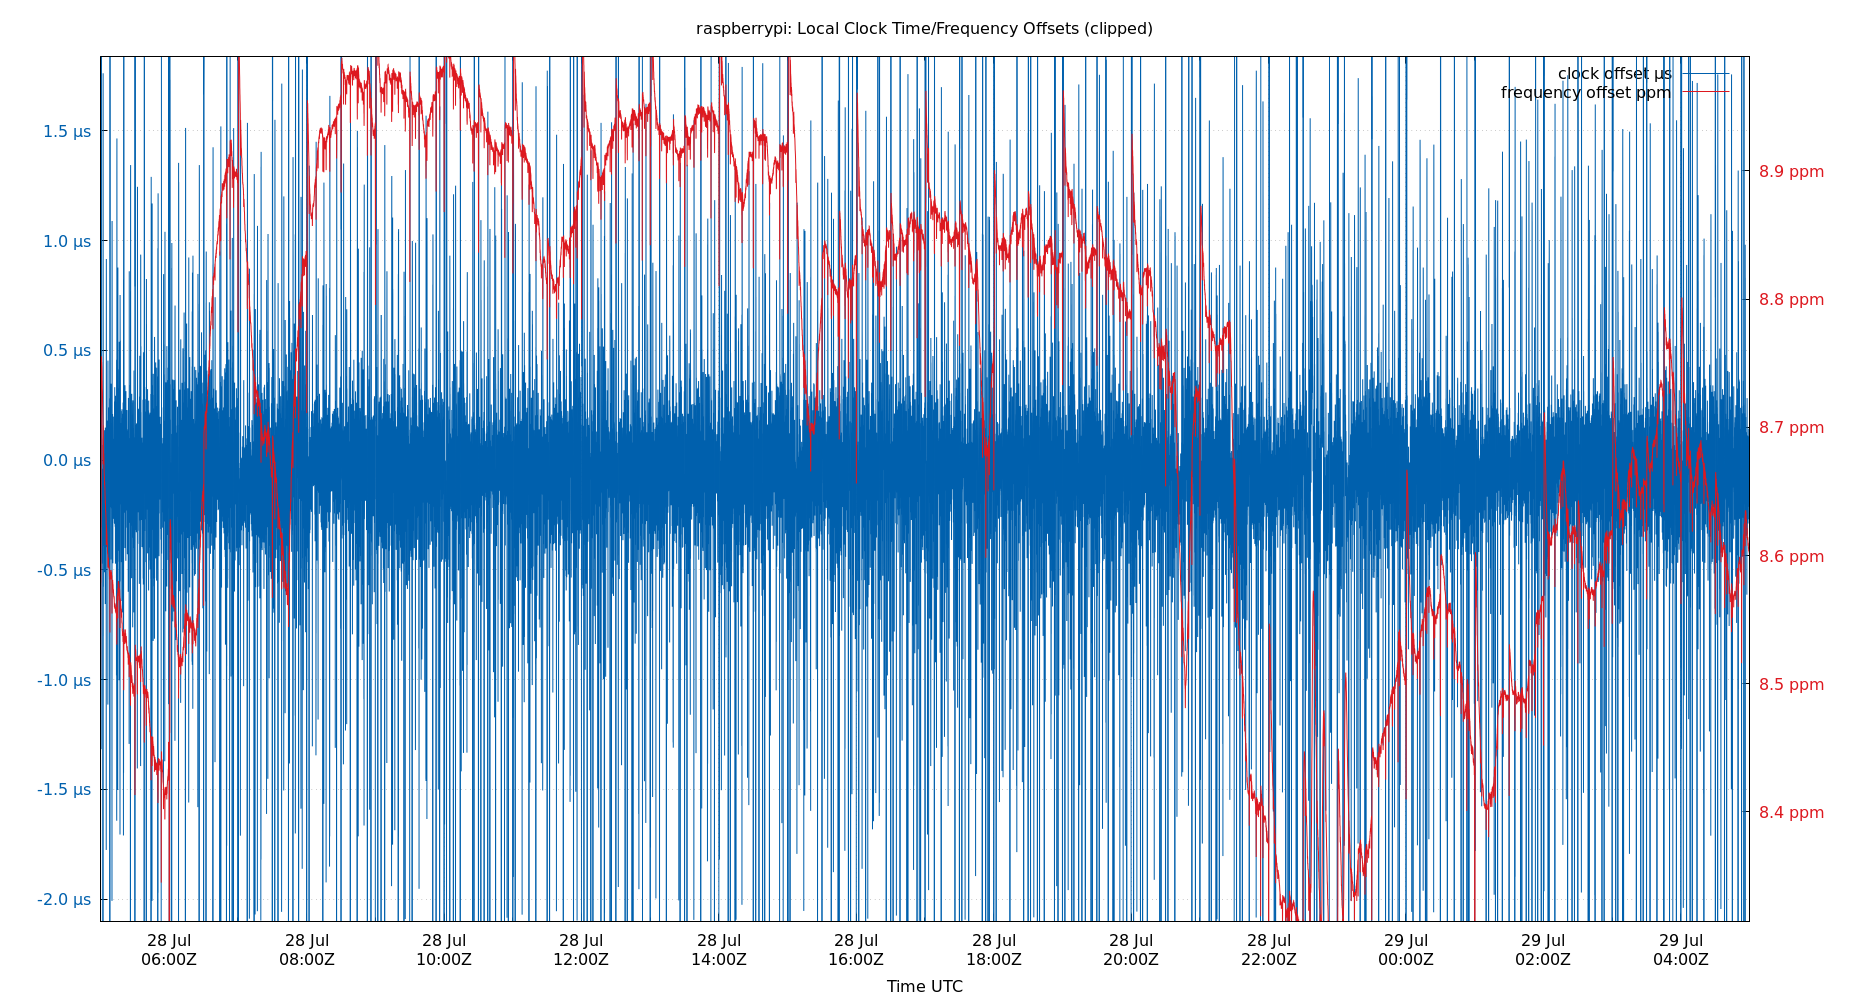 raspberrypi: Local Clock Time/Frequency Offsets (clipped)
clock offset µs
frequency offset ppm
1.5 µs
1.0 µs
0.5 µs
0.0 µs
-0.5 µs
-1.0 µs
-1.5 µs
-2.0 µs
8.9 ppm
8.8 ppm
8.7 ppm
8.6 ppm
8.5 ppm
8.4 ppm
28 Jul 28 Jul 28 Jul 28 Jul 28 Jul 28 Jul 28 Jul 28 Jul 28 Jul 29 Jul 29 Jul 29 Jul
06:00Z 08:00Z 10:00Z 12:00Z 14:00Z 16:00Z 18:00Z 20:00Z 22:00Z 00:00Z 02:00Z 04:00Z
Time UTC